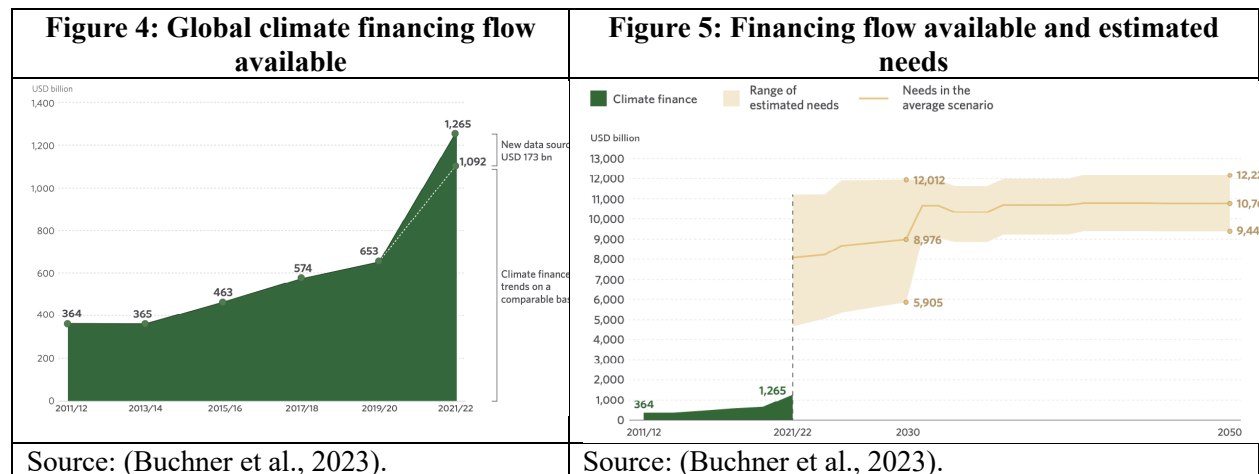 Figure 4: Global climate financing flow
available
Figure 5: Financing flow available and estimated
needs
USD billion
1,400
1,200
1,000
800
600
400
200
0
364
365
463
574
653
1,265
1,092
New data sourc
USD 173 bn
Climate finance
trends on a
comparable bas
2011/12
2013/14
2015/16
2017/18
2019/20
2021/22
Climate finance
Range of
estimated needs
Needs in the
average scenario
USD billion
13,000
12,000
11,000
10,000
9,000
8,000
7,000
6,000
5,000
4,000
3,000
2,000
1,000
0
364
1,265
12,012
8,976
5,905
12,22
10,76
9,44
2011/12
2021/22
2030
2050
Source: (Buchner et al., 2023).
Source: (Buchner et al., 2023).